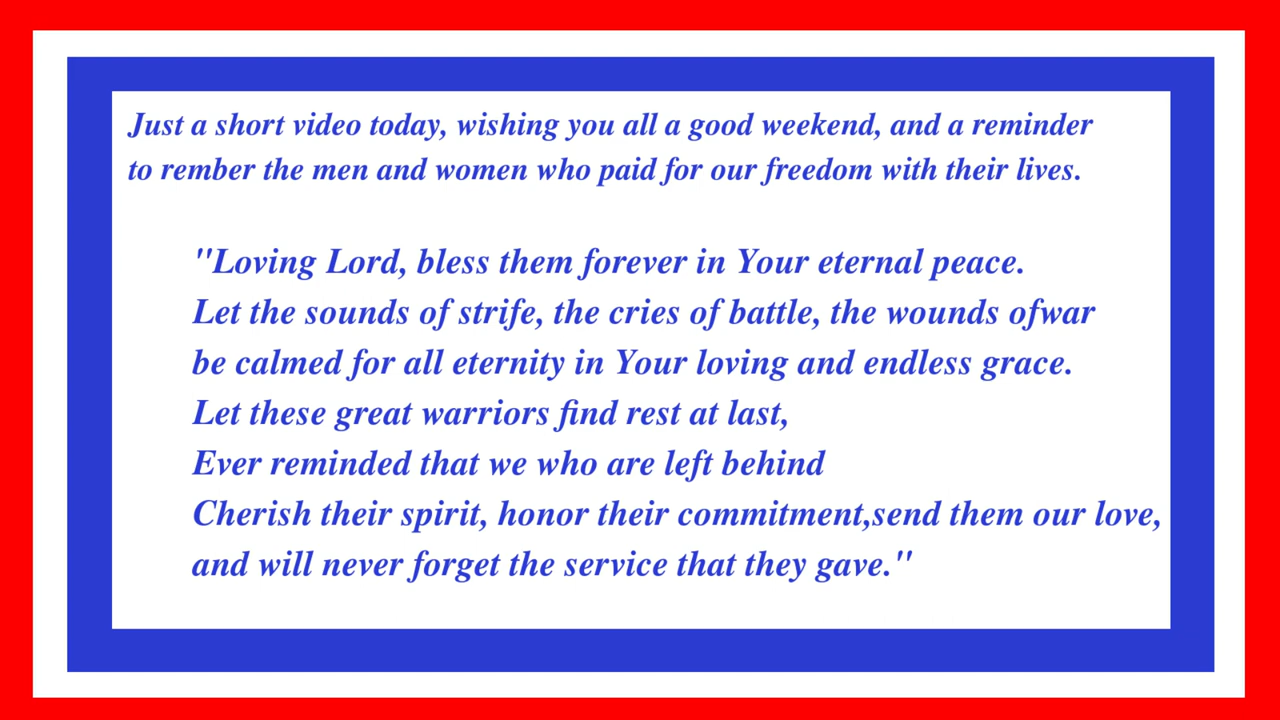 Just a short video today, wishing you all a good weekend, and a reminder
to rember the men and women who paid for our freedom with their lives.
"Loving Lord, bless them forever in Your eternal peace.
Let the sounds of strife, the cries of battle, the wounds ofwar
be calmed for all eternity in Your loving and endless grace.
Let these great warriors find rest at last,
Ever reminded that we who are left behind
Cherish their spirit, honor their commitment,send them our love,
and will never forget the service that they gave."